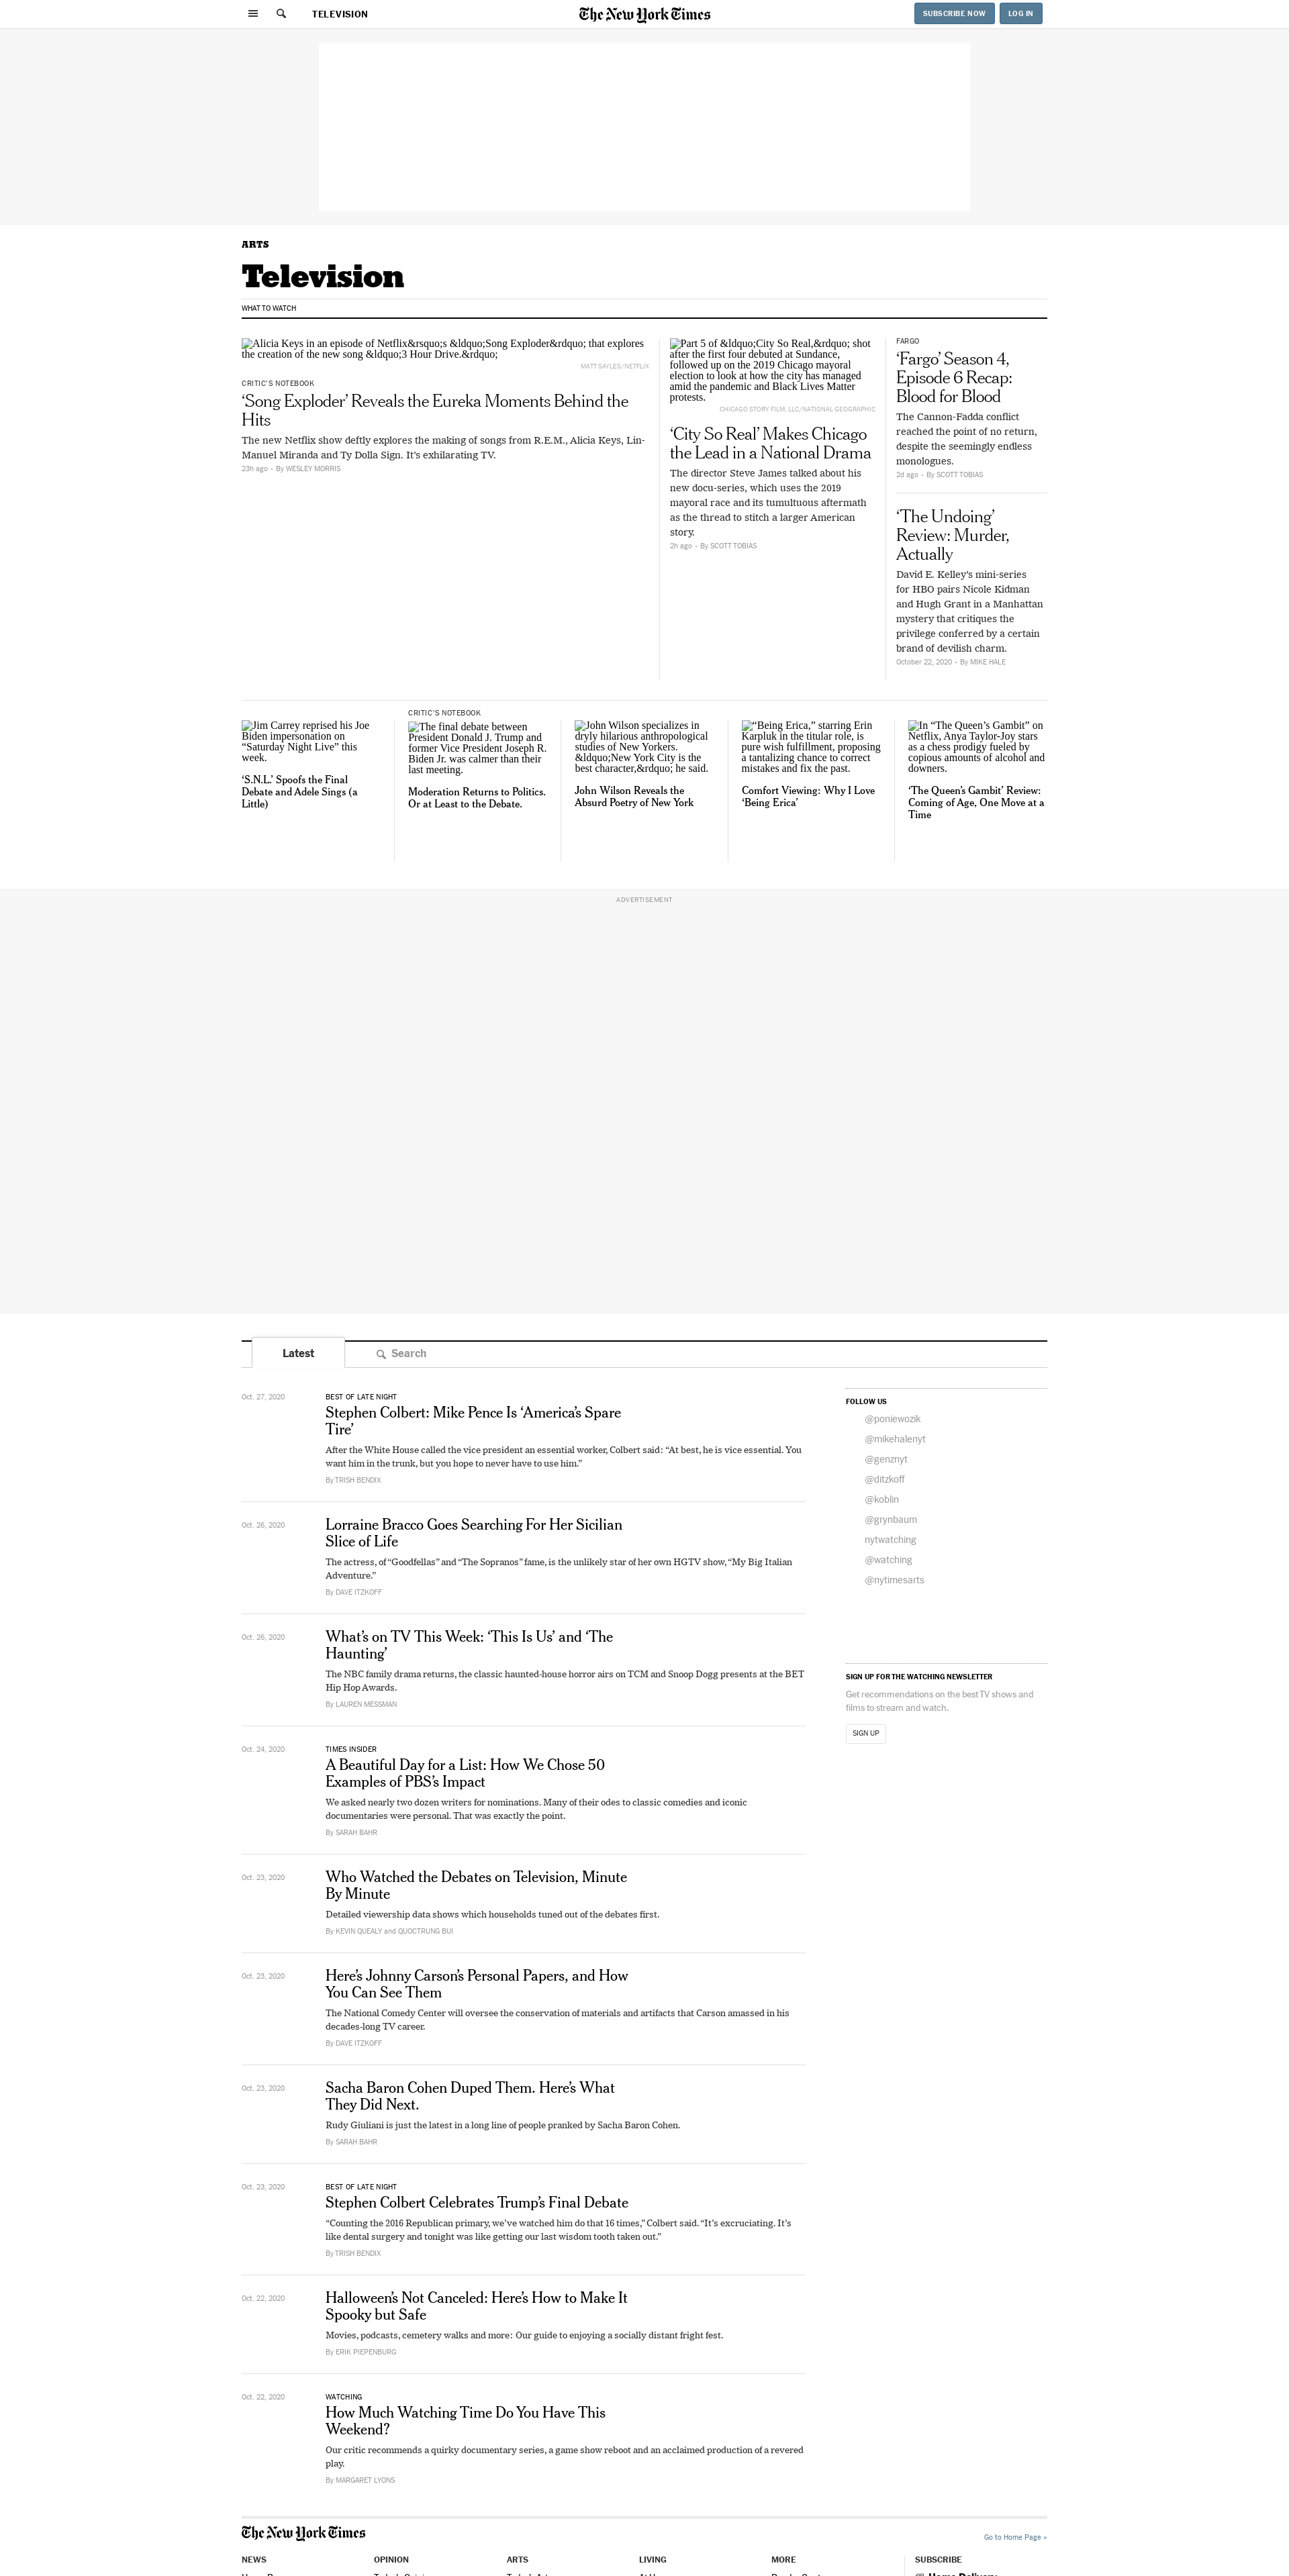 TELEVISION
The New York Times
SUBSCRIBE NOW
LOG IN
ARTS
Television
WHAT TO WATCH
Alicia Keys in an episode of Netflix&rsquo;s &ldquo;Song Exploder&rdquo; that explores
the creation of the new song &ldquo;3 Hour Drive.&rdquo;
MATT SAYLES/NETFLIX
CRITIC'S NOTEBOOK
‘Song Exploder’ Reveals the Eureka Moments Behind the
Hits
The new Netflix show deftly explores the making of songs from R.E.M., Alicia Keys, Lin-
Manuel Miranda and Ty Dolla Sign. It’s exhilarating TV.
23h ago • By WESLEY MORRIS
Part 5 of &ldquo;City So Real,&rdquo; shot
after the first four debuted at Sundance,
followed up on the 2019 Chicago mayoral
election to look at how the city has managed
amid the pandemic and Black Lives Matter
protests.
CHICAGO STORY FILM, LLC/NATIONAL GEOGRAPHIC
‘City So Real’ Makes Chicago
the Lead in a National Drama
The director Steve James talked about his
new docu-series, which uses the 2019
mayoral race and its tumultuous aftermath
as the thread to stitch a larger American
story.
2h ago • By SCOTT TOBIAS
FARGO
‘Fargo’ Season 4,
Episode 6 Recap:
Blood for Blood
The Cannon-Fadda conflict
reached the point of no return,
despite the seemingly endless
monologues.
2d ago • By SCOTT TOBIAS
‘The Undoing’
Review: Murder,
Actually
David E. Kelley’s mini-series
for HBO pairs Nicole Kidman
and Hugh Grant in a Manhattan
mystery that critiques the
privilege conferred by a certain
brand of devilish charm.
October 22, 2020 • By MIKE HALE
Jim Carrey reprised his Joe
Biden impersonation on
“Saturday Night Live” this
week.
‘S.N.L.’ Spoofs the Final
Debate and Adele Sings (a
Little)
CRITIC'S NOTEBOOK
The final debate between
President Donald J. Trump and
former Vice President Joseph R.
Biden Jr. was calmer than their
last meeting.
Moderation Returns to Politics.
Or at Least to the Debate.
John Wilson specializes in
dryly hilarious anthropological
studies of New Yorkers.
&ldquo;New York City is the
best character,&rdquo; he said.
John Wilson Reveals the
Absurd Poetry of New York
“Being Erica,” starring Erin
Karpluk in the titular role, is
pure wish fulfillment, proposing
a tantalizing chance to correct
mistakes and fix the past.
Comfort Viewing: Why I Love
‘Being Erica’
In “The Queen’s Gambit” on
Netflix, Anya Taylor-Joy stars
as a chess prodigy fueled by
copious amounts of alcohol and
downers.
‘The Queen’s Gambit’ Review:
Coming of Age, One Move at a
Time
ADVERTISEMENT
Latest
Search
Oct. 27, 2020
BEST OF LATE NIGHT
Stephen Colbert: Mike Pence Is ‘America’s Spare
Tire’
After the White House called the vice president an essential worker, Colbert said: “At best, he is vice essential. You
want him in the trunk, but you hope to never have to use him.”
By TRISH BENDIX
Oct. 26, 2020
Lorraine Bracco Goes Searching For Her Sicilian
Slice of Life
The actress, of “Goodfellas” and “The Sopranos” fame, is the unlikely star of her own HGTV show, “My Big Italian
Adventure.”
By DAVE ITZKOFF
Oct. 26, 2020
What’s on TV This Week: ‘This Is Us’ and ‘The
Haunting’
The NBC family drama returns, the classic haunted-house horror airs on TCM and Snoop Dogg presents at the BET
Hip Hop Awards.
By LAUREN MESSMAN
Oct. 24, 2020
TIMES INSIDER
A Beautiful Day for a List: How We Chose 50
Examples of PBS’s Impact
We asked nearly two dozen writers for nominations. Many of their odes to classic comedies and iconic
documentaries were personal. That was exactly the point.
By SARAH BAHR
Oct. 23, 2020
Who Watched the Debates on Television, Minute
By Minute
Detailed viewership data shows which households tuned out of the debates first.
By KEVIN QUEALY and QUOCTRUNG BUI
Oct. 23, 2020
Here’s Johnny Carson’s Personal Papers, and How
You Can See Them
The National Comedy Center will oversee the conservation of materials and artifacts that Carson amassed in his
decades-long TV career.
By DAVE ITZKOFF
Oct. 23, 2020
Sacha Baron Cohen Duped Them. Here’s What
They Did Next.
Rudy Giuliani is just the latest in a long line of people pranked by Sacha Baron Cohen.
By SARAH BAHR
Oct. 23, 2020
BEST OF LATE NIGHT
Stephen Colbert Celebrates Trump’s Final Debate
“Counting the 2016 Republican primary, we’ve watched him do that 16 times,” Colbert said. “It’s excruciating. It’s
like dental surgery and tonight was like getting our last wisdom tooth taken out.”
By TRISH BENDIX
Oct. 22, 2020
Halloween’s Not Canceled: Here’s How to Make It
Spooky but Safe
Movies, podcasts, cemetery walks and more: Our guide to enjoying a socially distant fright fest.
By ERIK PIEPENBURG
Oct. 22, 2020
WATCHING
How Much Watching Time Do You Have This
Weekend?
Our critic recommends a quirky documentary series, a game show reboot and an acclaimed production of a revered
play.
By MARGARET LYONS
FOLLOW US
@poniewozik
@mikehalenyt
@genznyt
@ditzkoff
@koblin
@grynbaum
nytwatching
@watching
@nytimesarts
SIGN UP FOR THE WATCHING NEWSLETTER
Get recommendations on the best TV shows and
films to stream and watch.
SIGN UP
The New York Times
Go to Home Page »
NEWS
OPINION
ARTS
LIVING
MORE
SUBSCRIBE